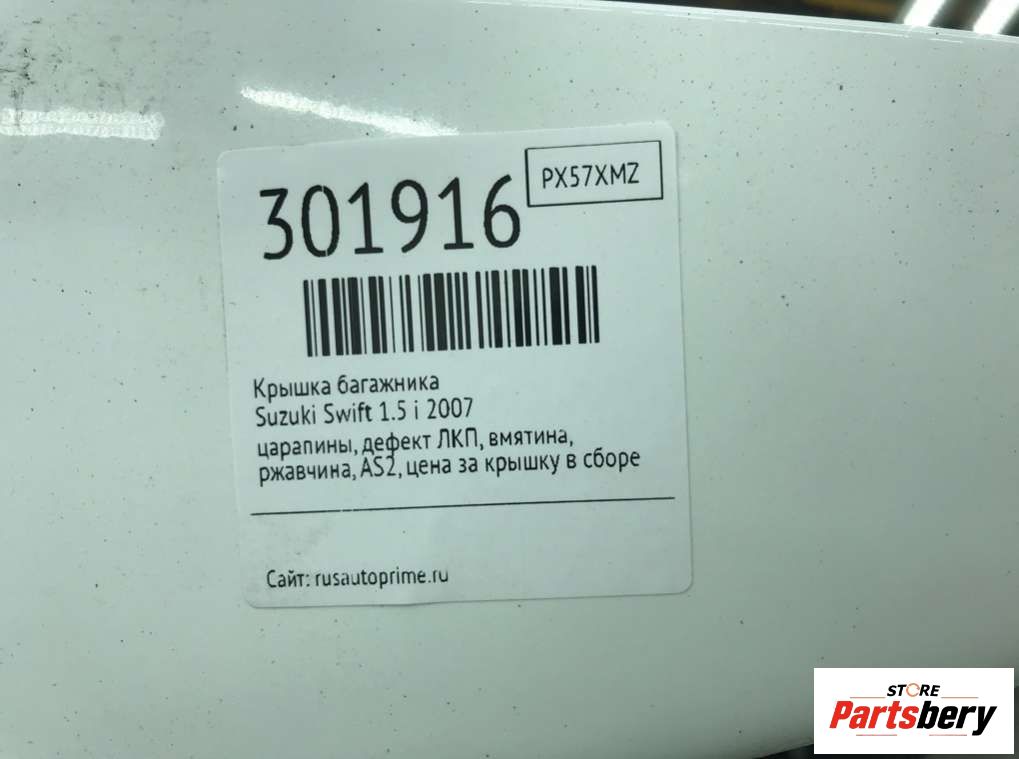 301916
PX57XMZ
Крышка багажника
Suzuki Swift 1.5 i 2007
царапины, дефект ЛКП, вмятина,
ржавчина, AS2, цена за крышку в сборе
Сайт: rusautoprime.ru
STORE
Partsbery